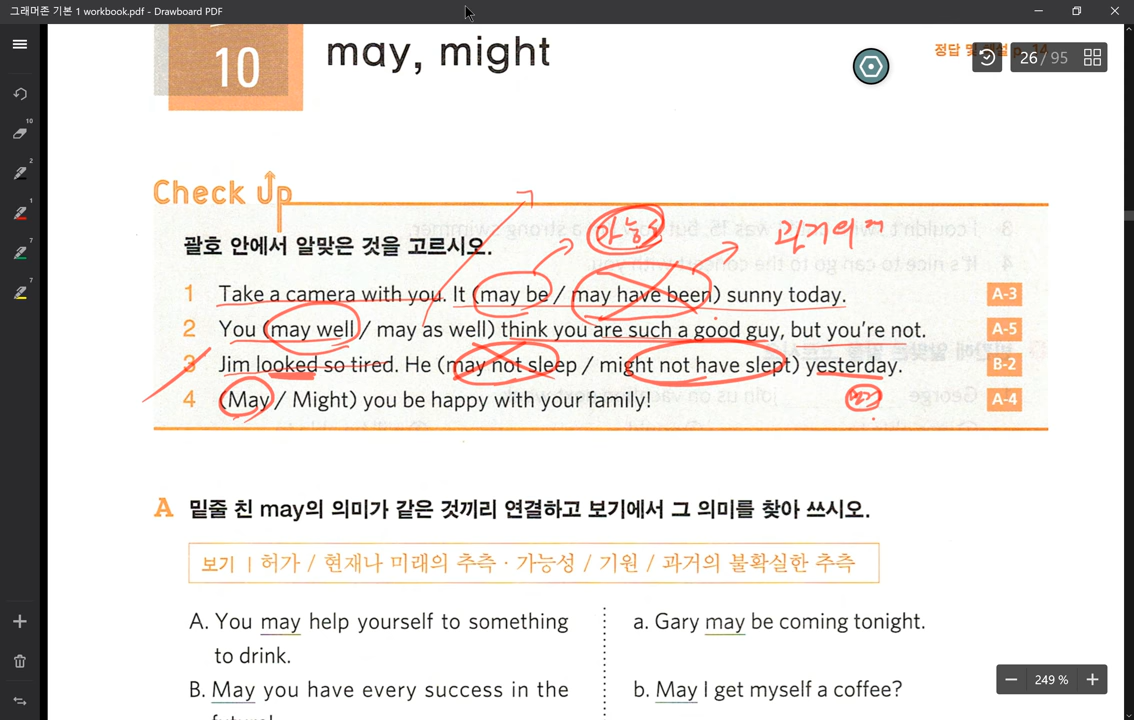 그래머존 기본 1 workbook.pdf - Drawboard PDF
10
may, might
정답 및
26 / 95
Check Up
가능성
과거의
괄호 안에서 알맞은 것을 고르시오.
1 Take a camera with you. It (may be / may have been) sunny today. A-3
2 You (may well / may as well) think you are such a good guy, but you're not. A-5
3 Jim looked so tired. He (may not sleep / might not have slept) yesterday. B-2
4 (May / Might) you be happy with your family! A-4
A 밑줄 친 may의 의미가 같은 것끼리 연결하고 보기에서 그 의미를 찾아 쓰시오.
보기 | 허가 / 현재나 미래의 추측 · 가능성 / 기원 / 과거의 불확실한 추측
A. You may help yourself to something
to drink.
B. May you have every success in the
future!
a. Gary may be coming tonight.
b. May I get myself a coffee?
10
2
1
7
7
249 %